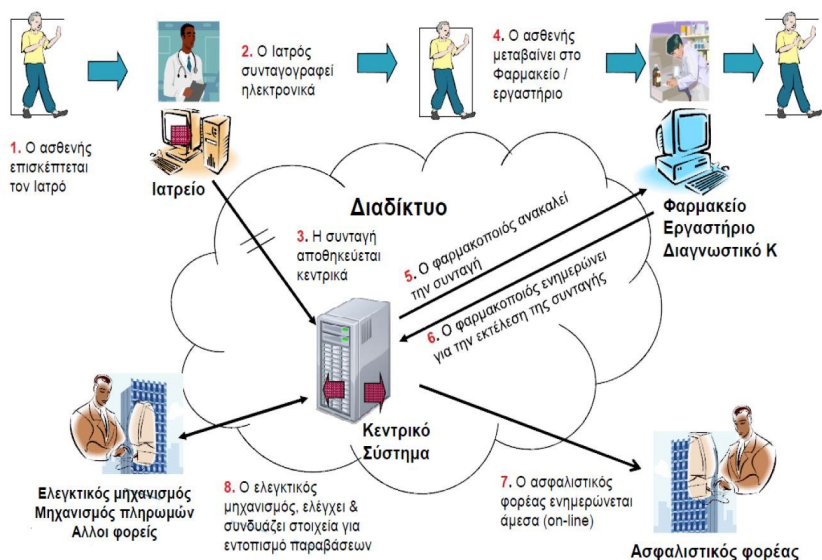 1. Ο ασθενής
επισκέπτεται
τον Ιατρό
2. Ο Ιατρός
συνταγογραφεί
ηλεκτρονικά
4. Ο ασθενής
μεταβαίνει στο
Φαρμακείο /
εργαστήριο
Ιατρείο
Διαδίκτυο
3. Η συνταγή
αποθηκεύεται
κεντρικά
Φαρμακείο
Εργαστήριο
Διαγνωστικό Κ
5. Ο φαρμακοποιός ανακαλεί
την συνταγή
6. Ο φαρμακοποιός ενημερώνει
για την εκτέλεση της συνταγής
Κεντρικό
Σύστημα
Ελεγκτικός μήχανισμός
Μηχανισμός πληρωμών
Αλλοι φορείς
8. Ο ελεγκτικός
μηχανισμός, ελέγχει &
συνδυάζει στοιχεία για
εντοπισμό παραβάσεων
7. Ο ασφαλιστικός
φορέας ενημερώνεται
άμεσα (on-line)
Ασφαλιστικός φορέας